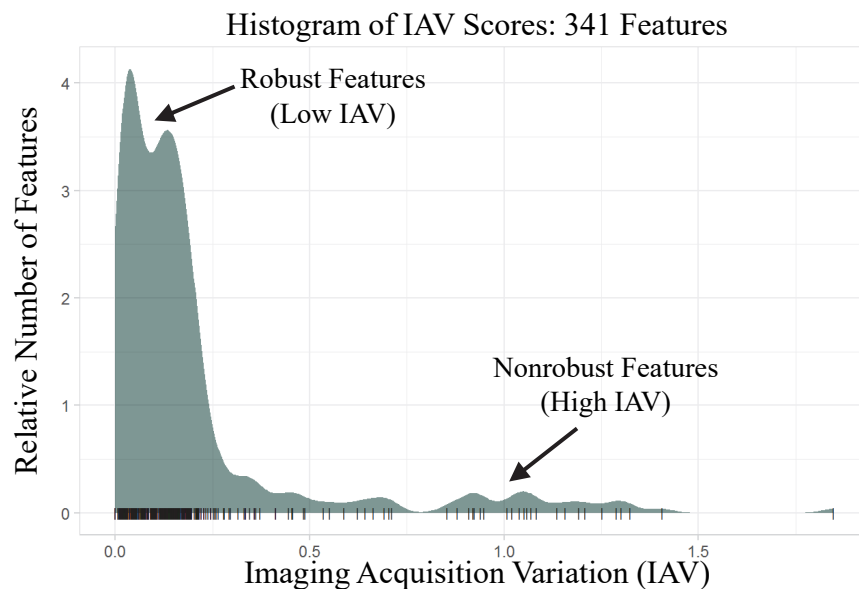 Histogram of IAV Scores: 341 Features
Robust Features
(Low IAV)
Nonrobust Features
(High IAV)
Relative Number of Features
4
3
2
1
0
0.0 0.5 1.0 1.5
Imaging Acquisition Variation (IAV)